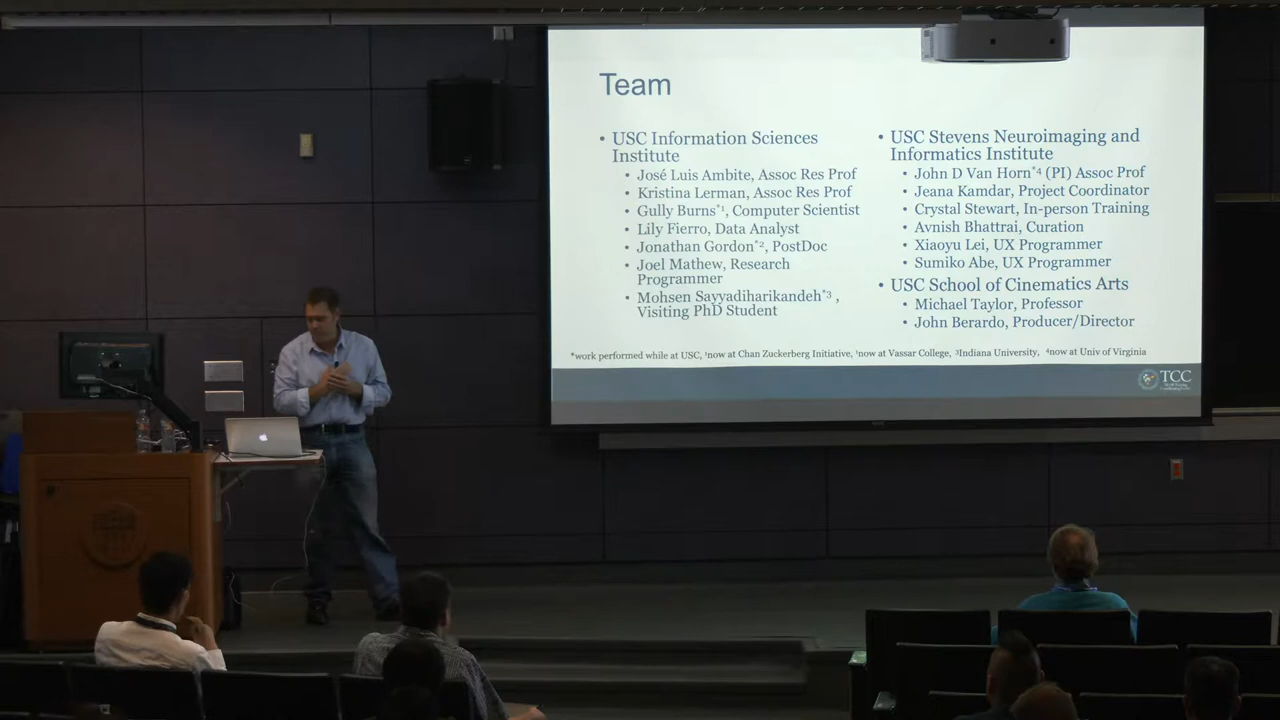 Team
• USC Information Sciences
Institute
• José Luis Ambite, Assoc Res Prof
• Kristina Lerman, Assoc Res Prof
• Gully Burns*¹, Computer Scientist
• Lily Fierro, Data Analyst
• Jonathan Gordon*², PostDoc
• Joel Mathew, Research
Programmer
• Mohsen Sayyadiharikandeh*³ ,
Visiting PhD Student
• USC Stevens Neuroimaging and
Informatics Institute
• John D Van Horn*⁴ (PI) Assoc Prof
• Jeana Kamdar, Project Coordinator
• Crystal Stewart, In-person Training
• Avnish Bhattrai, Curation
• Xiaoyu Lei, UX Programmer
• Sumiko Abe, UX Programmer
• USC School of Cinematics Arts
• Michael Taylor, Professor
• John Berardo, Producer/Director
*work performed while at USC, ¹now at Chan Zuckerberg Initiative, ²now at Vassar College, ³Indiana University, ⁴now at Univ of Virginia
TCC